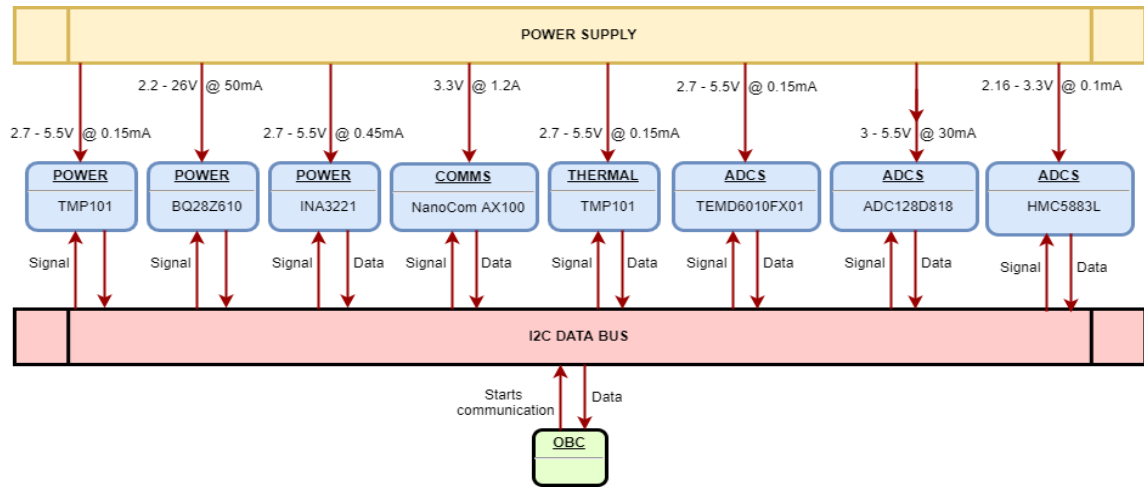 POWER SUPPLY
2.2 - 26V @ 50mA
3.3V @ 1.2A
2.7 - 5.5V @ 0.15mA
2.16 - 3.3V @ 0.1mA
2.7 - 5.5V @ 0.15mA
2.7 - 5.5V @ 0.45mA
2.7 - 5.5V @ 0.15mA
3 - 5.5V @ 30mA
POWER
TMP101
POWER
BQ28Z610
POWER
INA3221
COMMS
NanoCom AX100
THERMAL
TMP101
ADCS
TEMD6010FX01
ADCS
ADC128D818
ADCS
HMC5883L
Signal
Signal
Signal
Data
Signal
Data
Signal
Data
Signal
Data
Signal
Data
Signal
Data
I2C DATA BUS
Starts
communication
Data
OBC